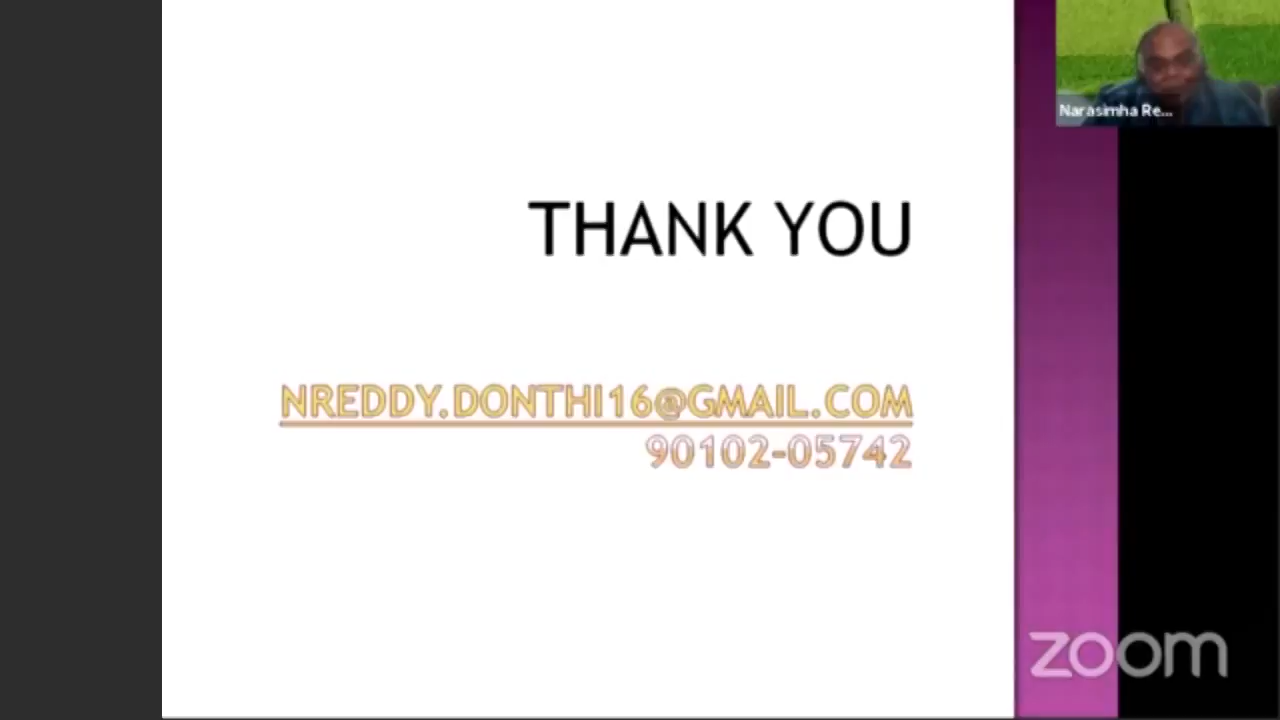 Narasimha Re...
THANK YOU
NREDDY.DONTHI16@GMAIL.COM
90102-05742
zoom